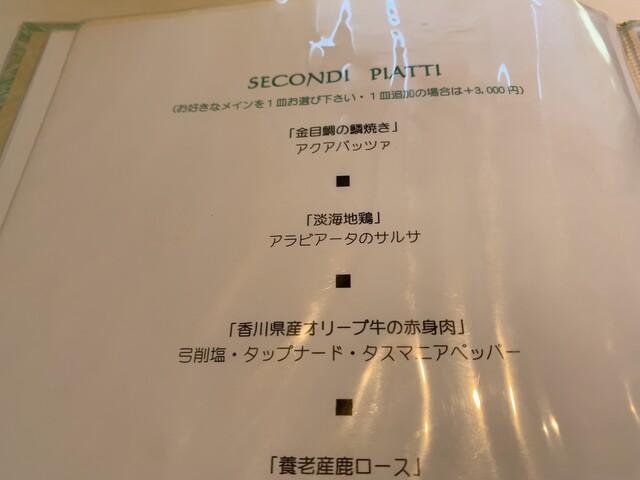 SECONDI PIATTI
(お好きなメインを1皿お選び下さい・1皿追加の場合は+3,000円)
「金目鯛の鱗焼き」
アクアパッツァ
「淡海地鶏」
アラビアータのサルサ
「香川県産オリーブ牛の赤身肉」
弓削塩・タップナード・タスマニアペッパー
「養老産鹿ロース」